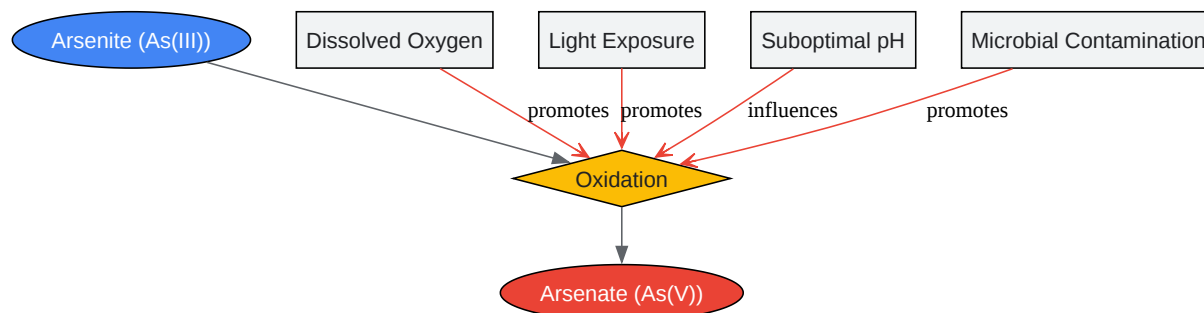 Arsenite (As(III))
Dissolved Oxygen
Light Exposure
Suboptimal pH
Microbial Contamination
promotes
promotes
influences
promotes
Oxidation
Arsenate (As(V))